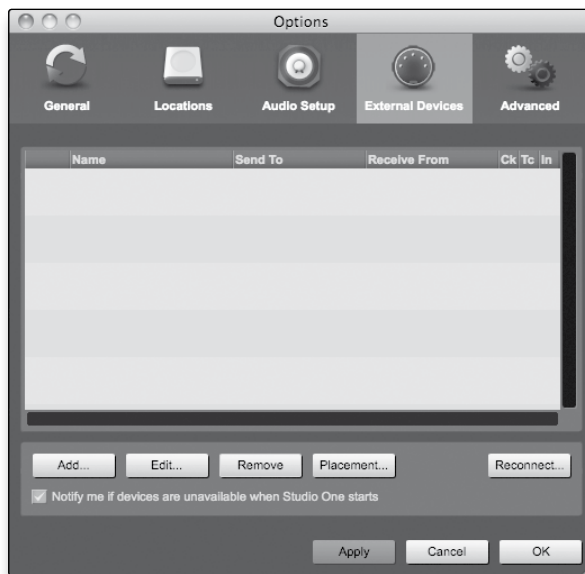 Options
General Locations Audio Setup External Devices Advanced
Name Send To Receive From Ck Tc In
Add... Edit... Remove Placement... Reconnect...
Notify me if devices are unavailable when Studio One starts
Apply Cancel OK